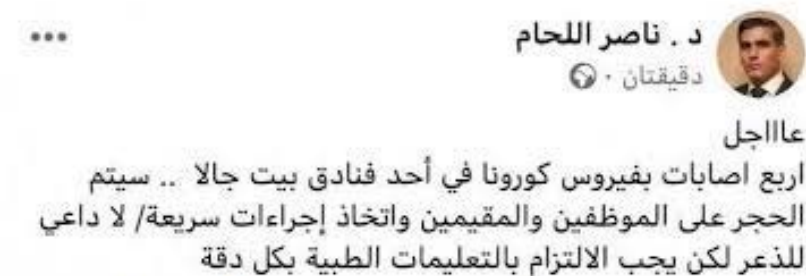 د . ناصر اللحام
دقيقتان ·
عااااجل
اربع اصابات بفيروس كورونا في أحد فنادق بيت جالا .. سيتم
الحجر على الموظفين والمقيمين واتخاذ إجراءات سريعة/ لا داعي
للذعر لكن يجب الالتزام بالتعليمات الطبية بكل دقة